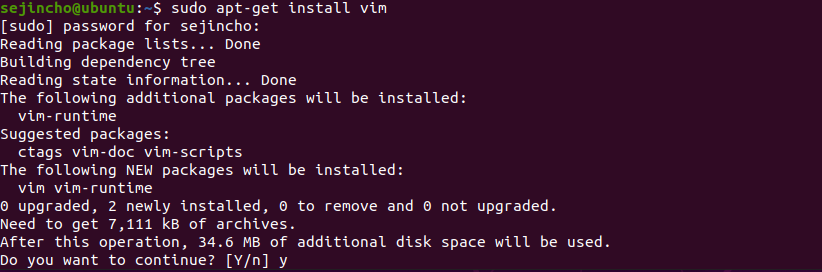 sejincho@ubuntu:~$ sudo apt-get install vim
[sudo] password for sejincho:
Reading package lists... Done
Building dependency tree
Reading state information... Done
The following additional packages will be installed:
  vim-runtime
Suggested packages:
  ctags vim-doc vim-scripts
The following NEW packages will be installed:
  vim vim-runtime
0 upgraded, 2 newly installed, 0 to remove and 0 not upgraded.
Need to get 7,111 kB of archives.
After this operation, 34.6 MB of additional disk space will be used.
Do you want to continue? [Y/n] y